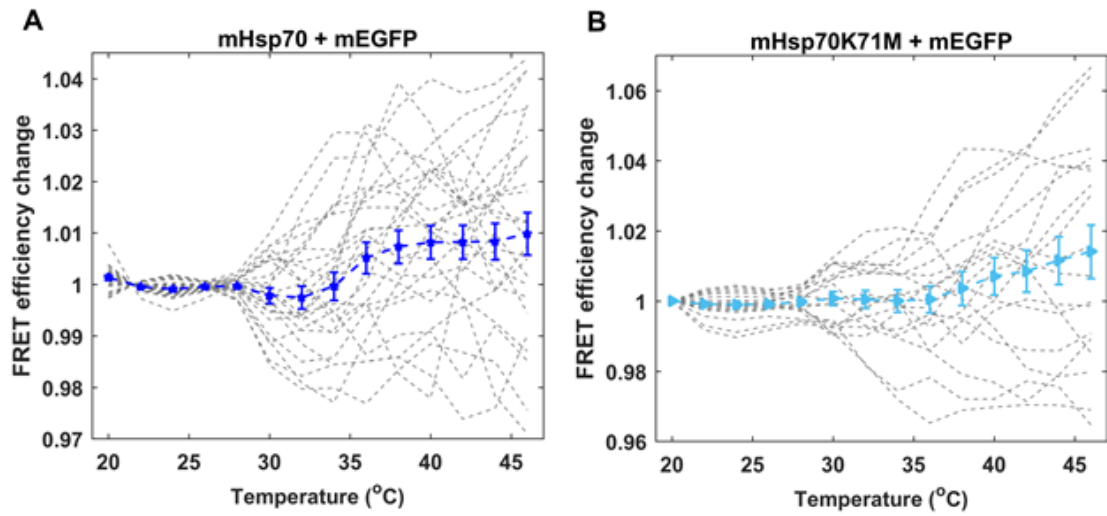 A
mHsp70 + mEGFP
FRET efficiency change
1.04
1.03
1.02
1.01
1
0.99
0.98
0.97
20 25 30 35 40 45
Temperature (°C)
B
mHsp70K71M + mEGFP
FRET efficiency change
1.06
1.04
1.02
1
0.98
0.96
20 25 30 35 40 45
Temperature (°C)